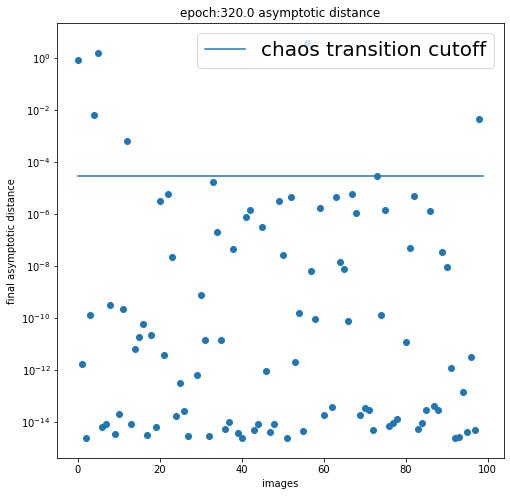 epoch:320.0 asymptotic distance
chaos transition cutoff
final asymptotic distance
10⁰
10⁻²
10⁻⁴
10⁻⁶
10⁻⁸
10⁻¹⁰
10⁻¹²
10⁻¹⁴
0 20 40 60 80 100
images